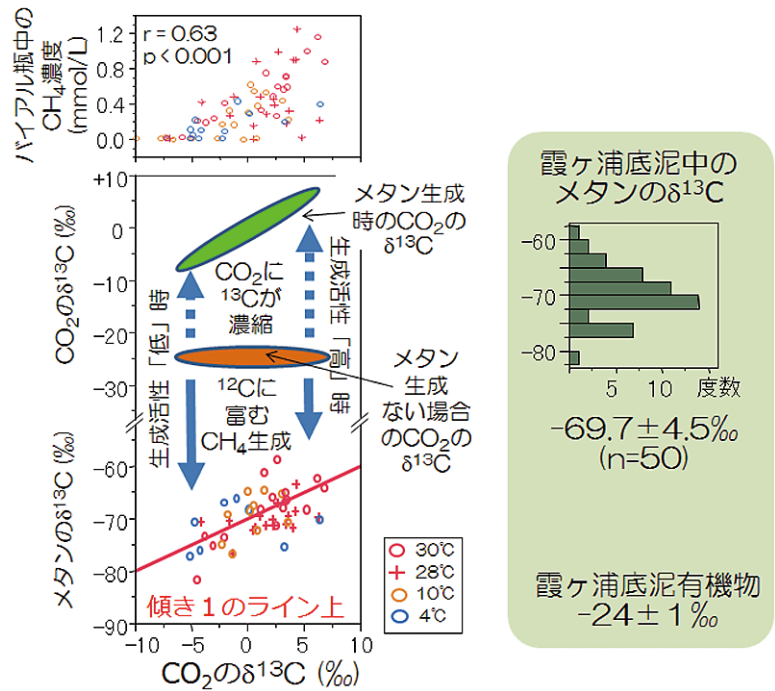 バイアル瓶中の
CH4濃度
(mmol/L)
1.2
0.8
0.4
0.0
r = 0.63
p < 0.001
CO2のδ13C (‰)
+10
0
-10
-20
-30
メタン生成
時のCO2の
δ13C
CO2に
13Cが
濃縮
生成活性「低」時
生成活性「高」時
12Cに
富む
CH4生成
メタン
生成
ない場合
のCO2の
δ13C
メタンのδ13C (‰)
-60
-70
-80
-90
傾き１のライン上
30℃
28℃
10℃
4℃
-10
-5
0
5
10
CO2のδ13C (‰)
霞ヶ浦底泥中の
メタンのδ13C
-60
-70
-80
5
10
度数
-69.7±4.5‰
(n=50)
霞ヶ浦底泥有機物
-24±1‰